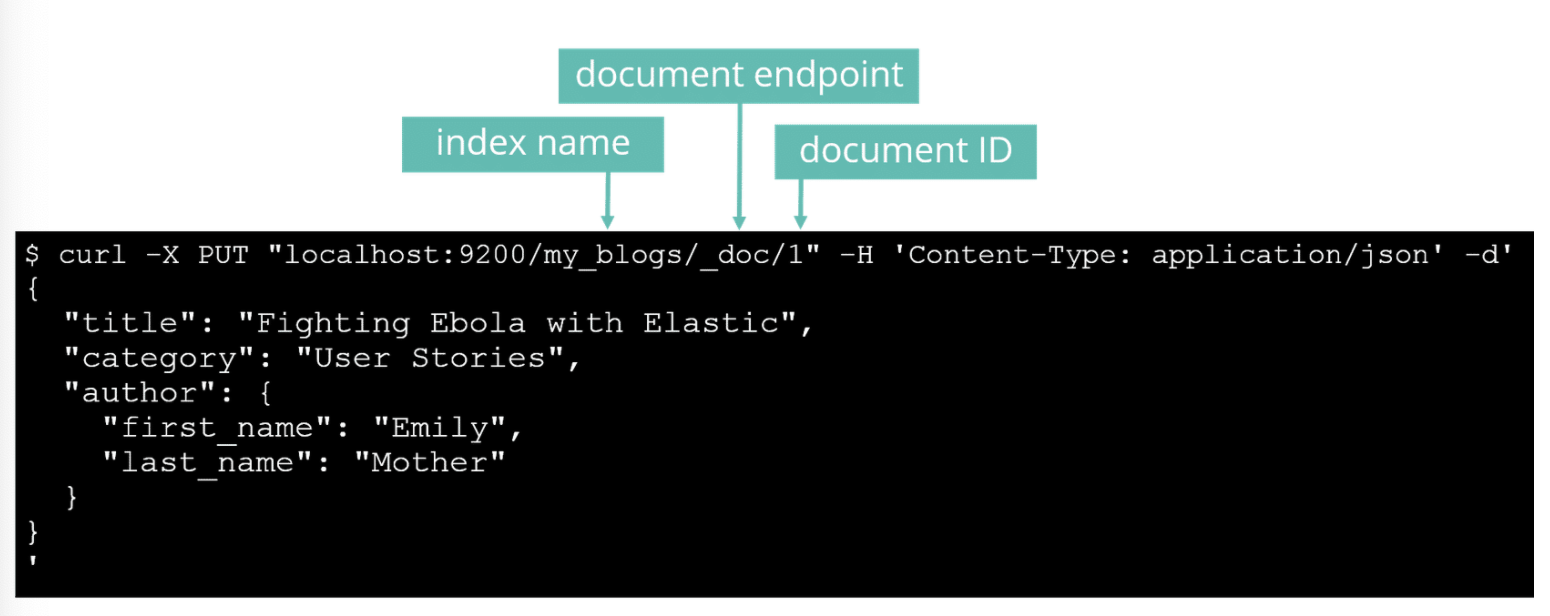 document endpoint
index name
document ID
$ curl -X PUT "localhost:9200/my_blogs/_doc/1" -H 'Content-Type: application/json' -d'
{
  "title": "Fighting Ebola with Elastic",
  "category": "User Stories",
  "author": {
    "first_name": "Emily",
    "last_name": "Mother"
  }
}
'